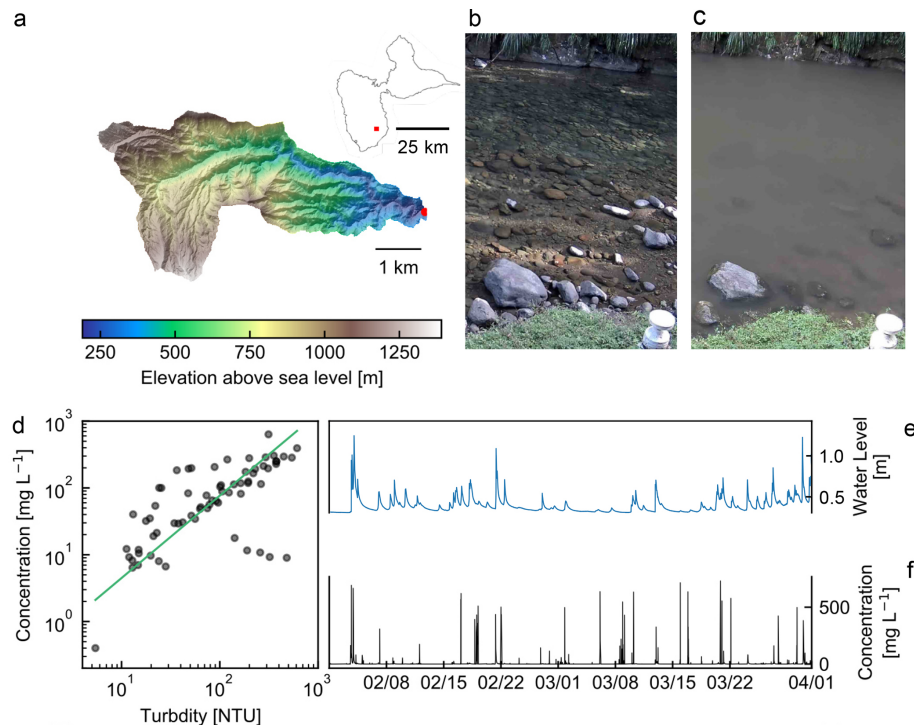 a
b
c
25 km
1 km
250 500 750 1000 1250
Elevation above sea level [m]
d
e
f
10³
10²
10¹
10⁰
Concentration [mg L⁻¹]
10¹ 10² 10³
Turbdity [NTU]
1.0
0.5
Water Level
[m]
500
0
Concentration
[mg L⁻¹]
02/08 02/15 02/22 03/01 03/08 03/15 03/22 04/01